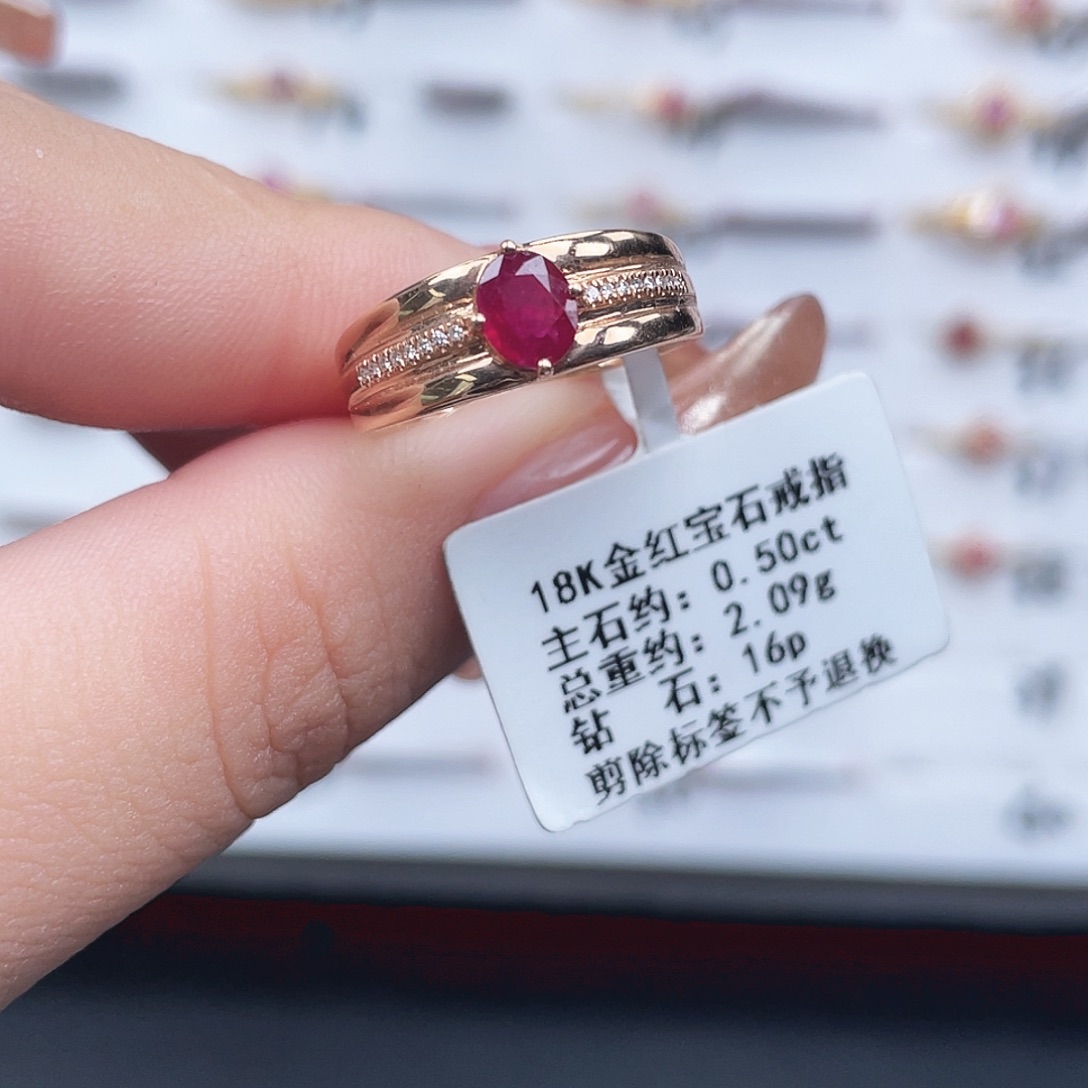 18K金红宝石戒指
主石约: 0.50ct
总重约: 2.09g
钻 石: 16p
剪除标签不予退换